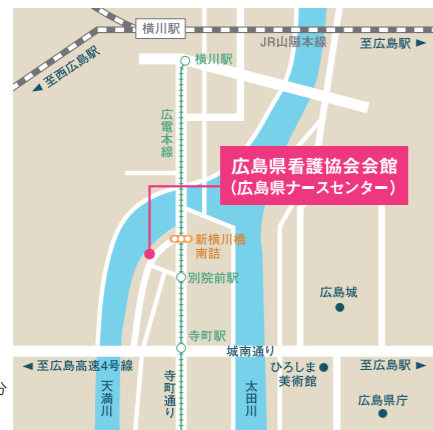 横川駅
JR山陽本線
至広島駅 ►
◄ 至西広島駅
横川駅
広電本線
広島県看護協会会館
(広島県ナースセンター)
新横川橋
南詰
別院前駅
広島城
寺町駅
城南通り
◄ 至広島高速4号線
ひろしま
美術館
至広島駅 ►
分
天満川
寺町通り
太田川
広島県庁